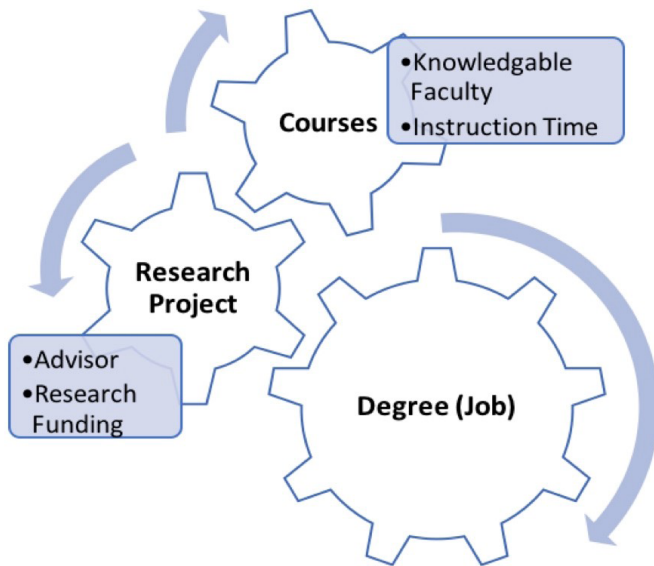 •Knowledgable
Faculty
•Instruction Time
Courses
Research
Project
•Advisor
•Research
Funding
Degree (Job)